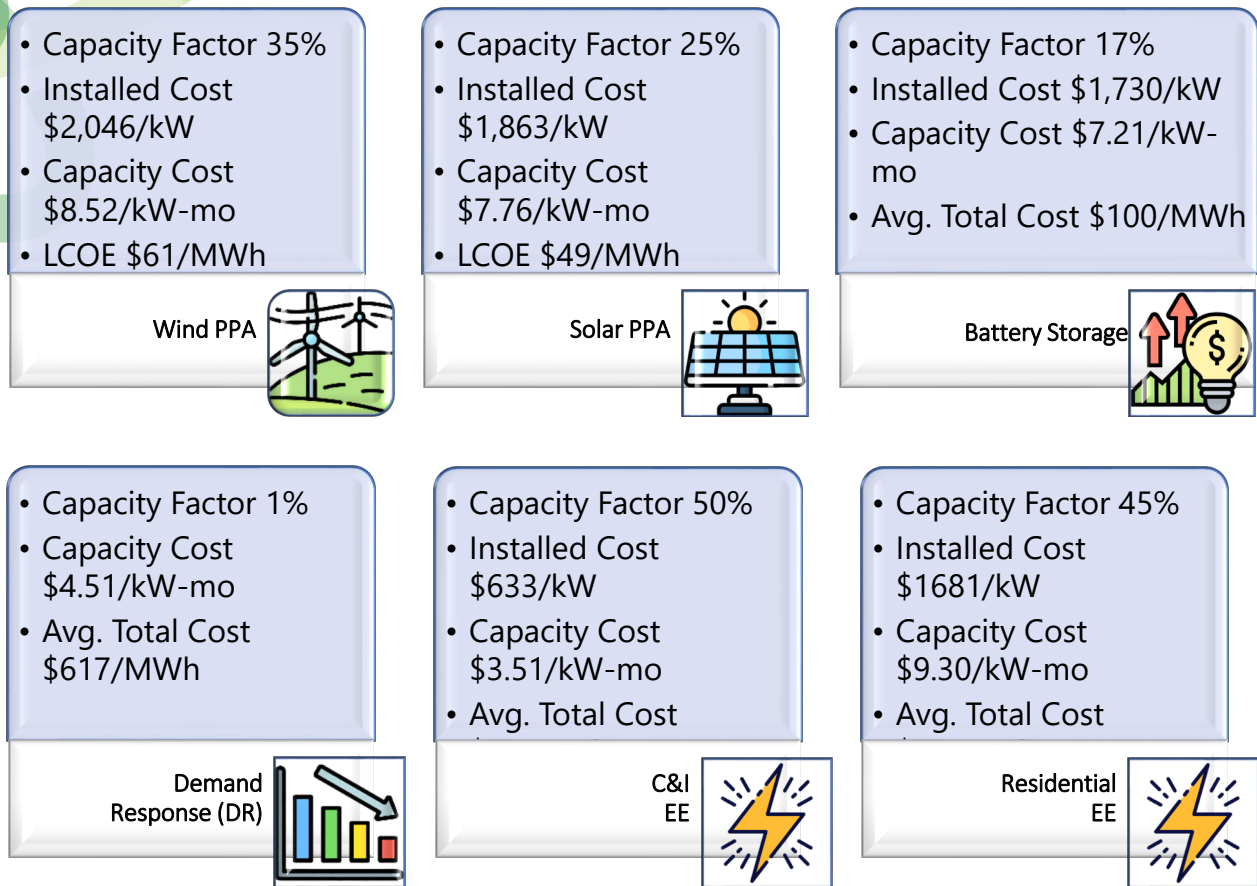 • Capacity Factor 35%
• Installed Cost
$2,046/kW
• Capacity Cost
$8.52/kW-mo
• LCOE $61/MWh
Wind PPA
• Capacity Factor 25%
• Installed Cost
$1,863/kW
• Capacity Cost
$7.76/kW-mo
• LCOE $49/MWh
Solar PPA
• Capacity Factor 17%
• Installed Cost $1,730/kW
• Capacity Cost $7.21/kW-
mo
• Avg. Total Cost $100/MWh
Battery Storage
$
• Capacity Factor 1%
• Capacity Cost
$4.51/kW-mo
• Avg. Total Cost
$617/MWh
Demand
Response (DR)
• Capacity Factor 50%
• Installed Cost
$633/kW
• Capacity Cost
$3.51/kW-mo
• Avg. Total Cost
C&I
EE
• Capacity Factor 45%
• Installed Cost
$1681/kW
• Capacity Cost
$9.30/kW-mo
• Avg. Total Cost
Residential
EE